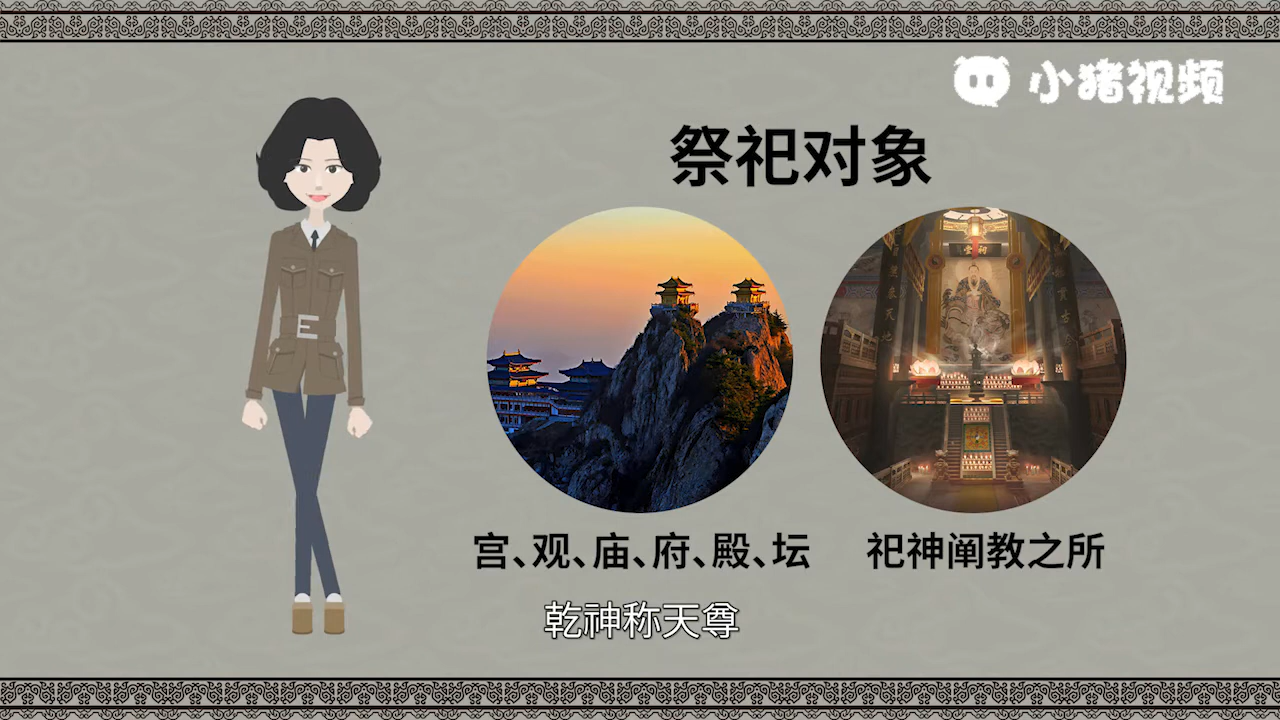 小猪视频
祭祀对象
宫、观、庙、府、殿、坛
祀神阐教之所
乾神称天尊